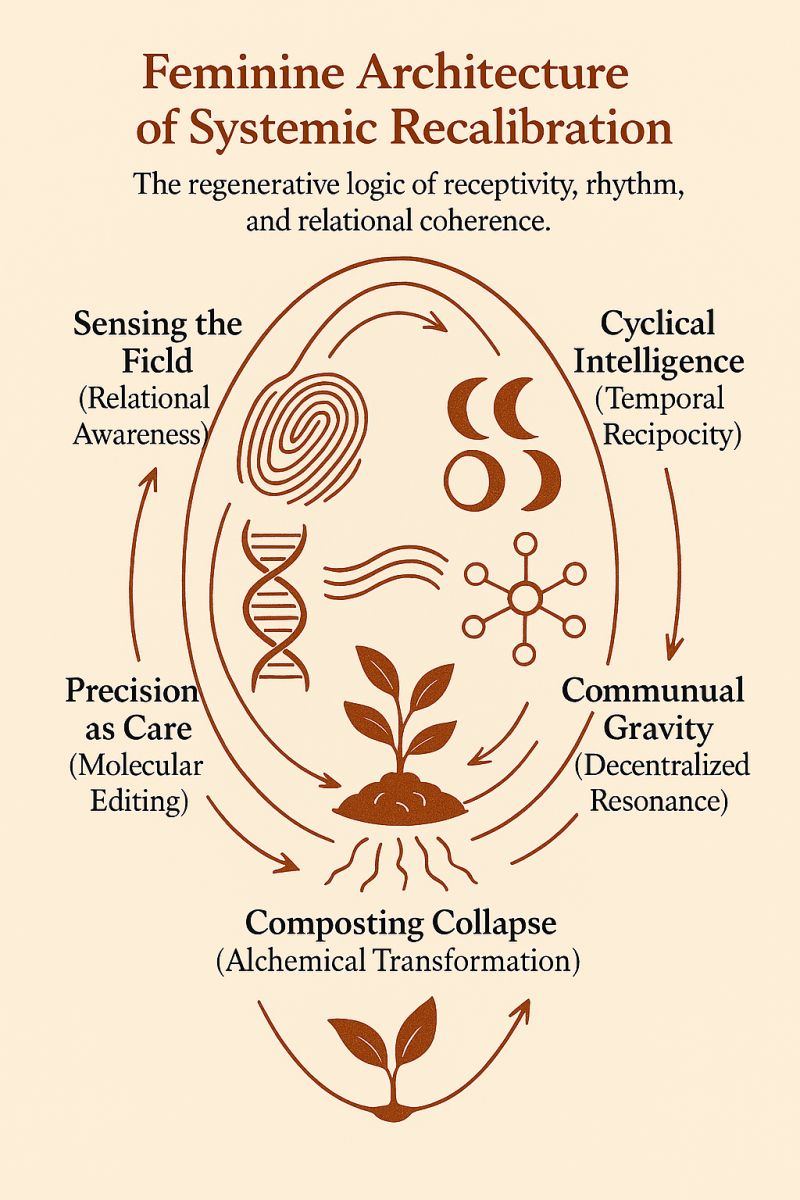 Feminine Architecture
of Systemic Recalibration
The regenerative logic of receptivity, rhythm,
and relational coherence.
Sensing the
Ficld
(Relational
Awareness)
Cyclical
Intelligence
(Temporal
Recipocity)
Precision
as Care
(Molecular
Editing)
Communual
Gravity
(Decentralized
Resonance)
Composting Collapse
(Alchemical Transformation)